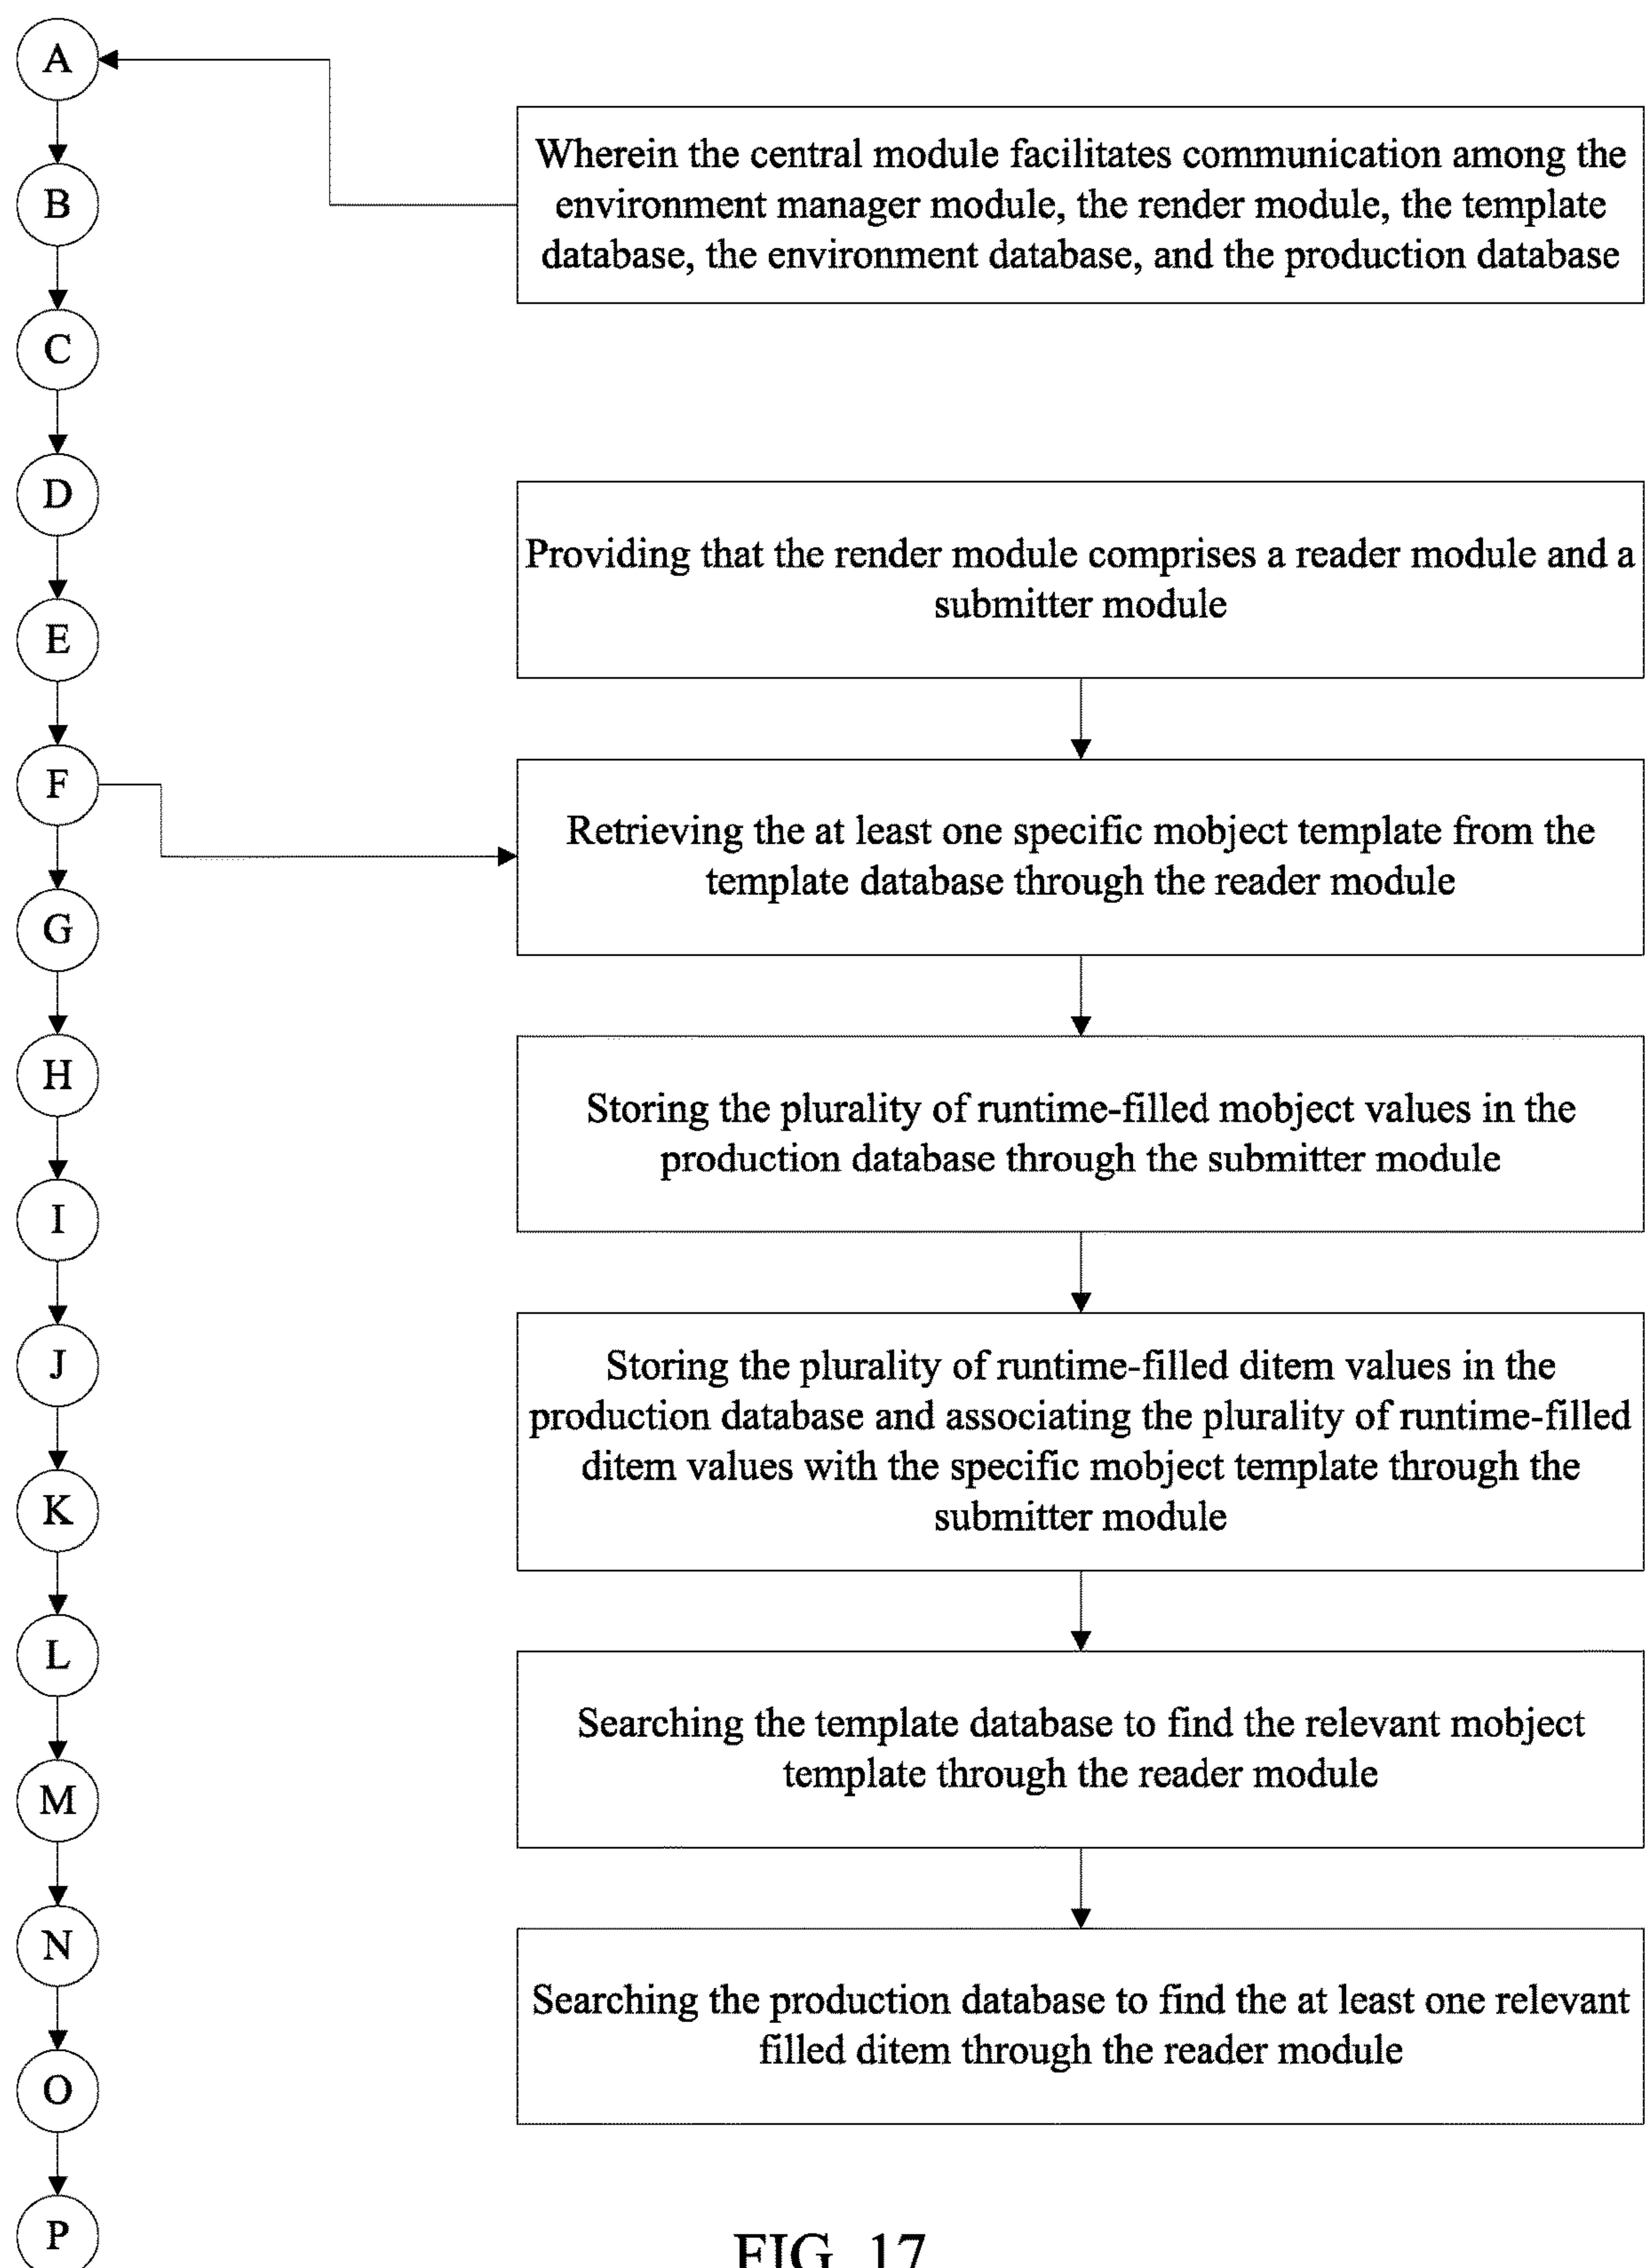 A
Wherein the central module facilitates communication among the
environment manager module, the render module, the template
database, the environment database, and the production database
B
C
D
Providing that the render module comprises a reader module and a
submitter module
E
F
Retrieving the at least one specific mobject template from the
template database through the reader module
G
H
Storing the plurality of runtime-filled mobject values in the
production database through the submitter module
I
J
Storing the plurality of runtime-filled ditem values in the
production database and associating the plurality of runtime-filled
ditem values with the specific mobject template through the
submitter module
K
L
Searching the template database to find the relevant mobject
template through the reader module
M
N
Searching the production database to find the at least one relevant
filled ditem through the reader module
O
P
FIG. 17